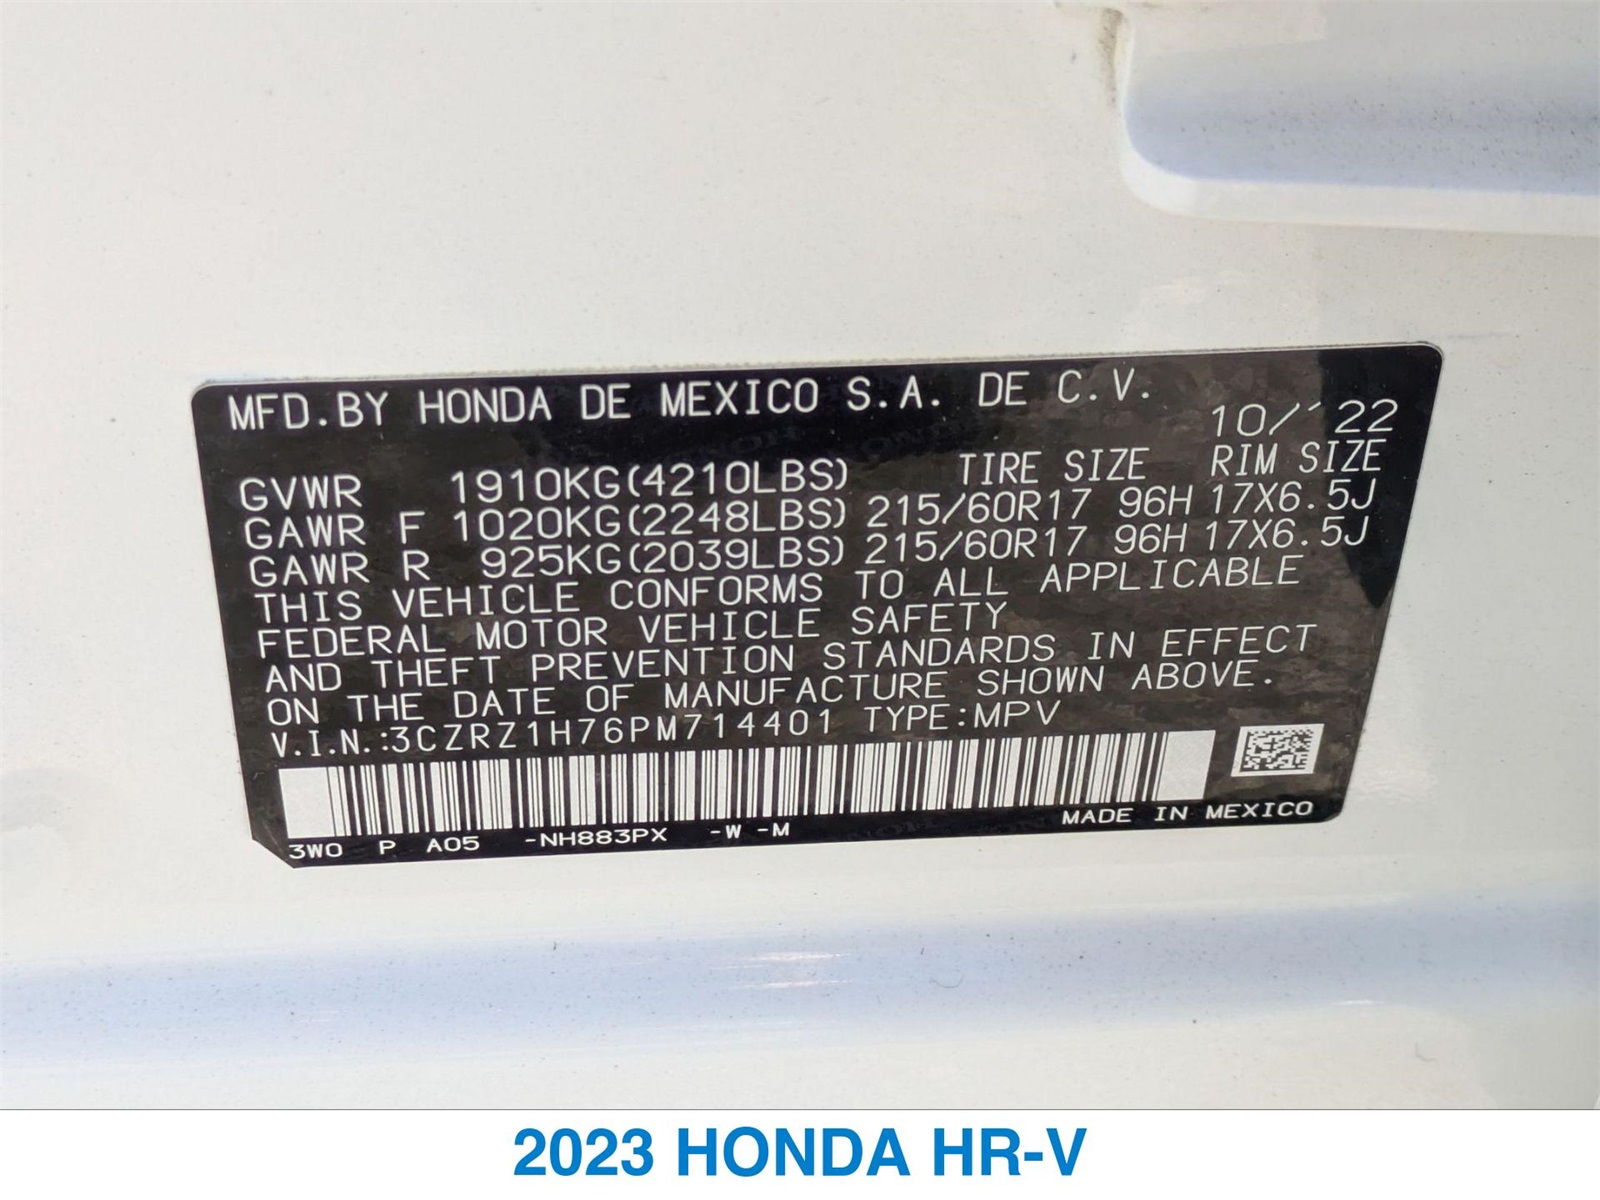 MFD.BY HONDA DE MEXICO S.A. DE C.V.
10/'22
GVWR 1910KG(4210LBS) TIRE SIZE RIM SIZE
GAWR F 1020KG(2248LBS) 215/60R17 96H 17X6.5J
GAWR R 925KG(2039LBS) 215/60R17 96H 17X6.5J
THIS VEHICLE CONFORMS TO ALL APPLICABLE
FEDERAL MOTOR VEHICLE SAFETY
AND THEFT PREVENTION STANDARDS IN EFFECT
ON THE DATE OF MANUFACTURE SHOWN ABOVE.
V.I.N.:3CZRZ1H76PM714401 TYPE:MPV
3W0 P A05 -NH883PX -W -M MADE IN MEXICO
2023 HONDA HR-V